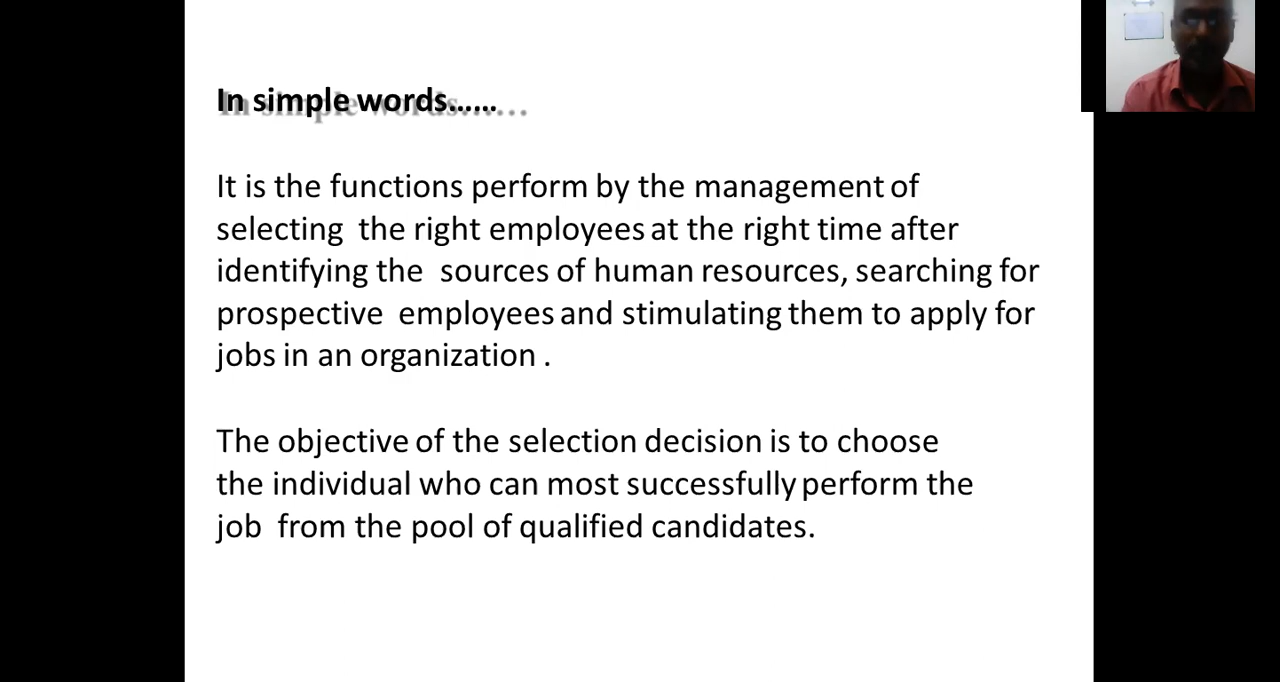 In simple words......
It is the functions perform by the management of
selecting the right employees at the right time after
identifying the sources of human resources, searching for
prospective employees and stimulating them to apply for
jobs in an organization .
The objective of the selection decision is to choose
the individual who can most successfully perform the
job from the pool of qualified candidates.